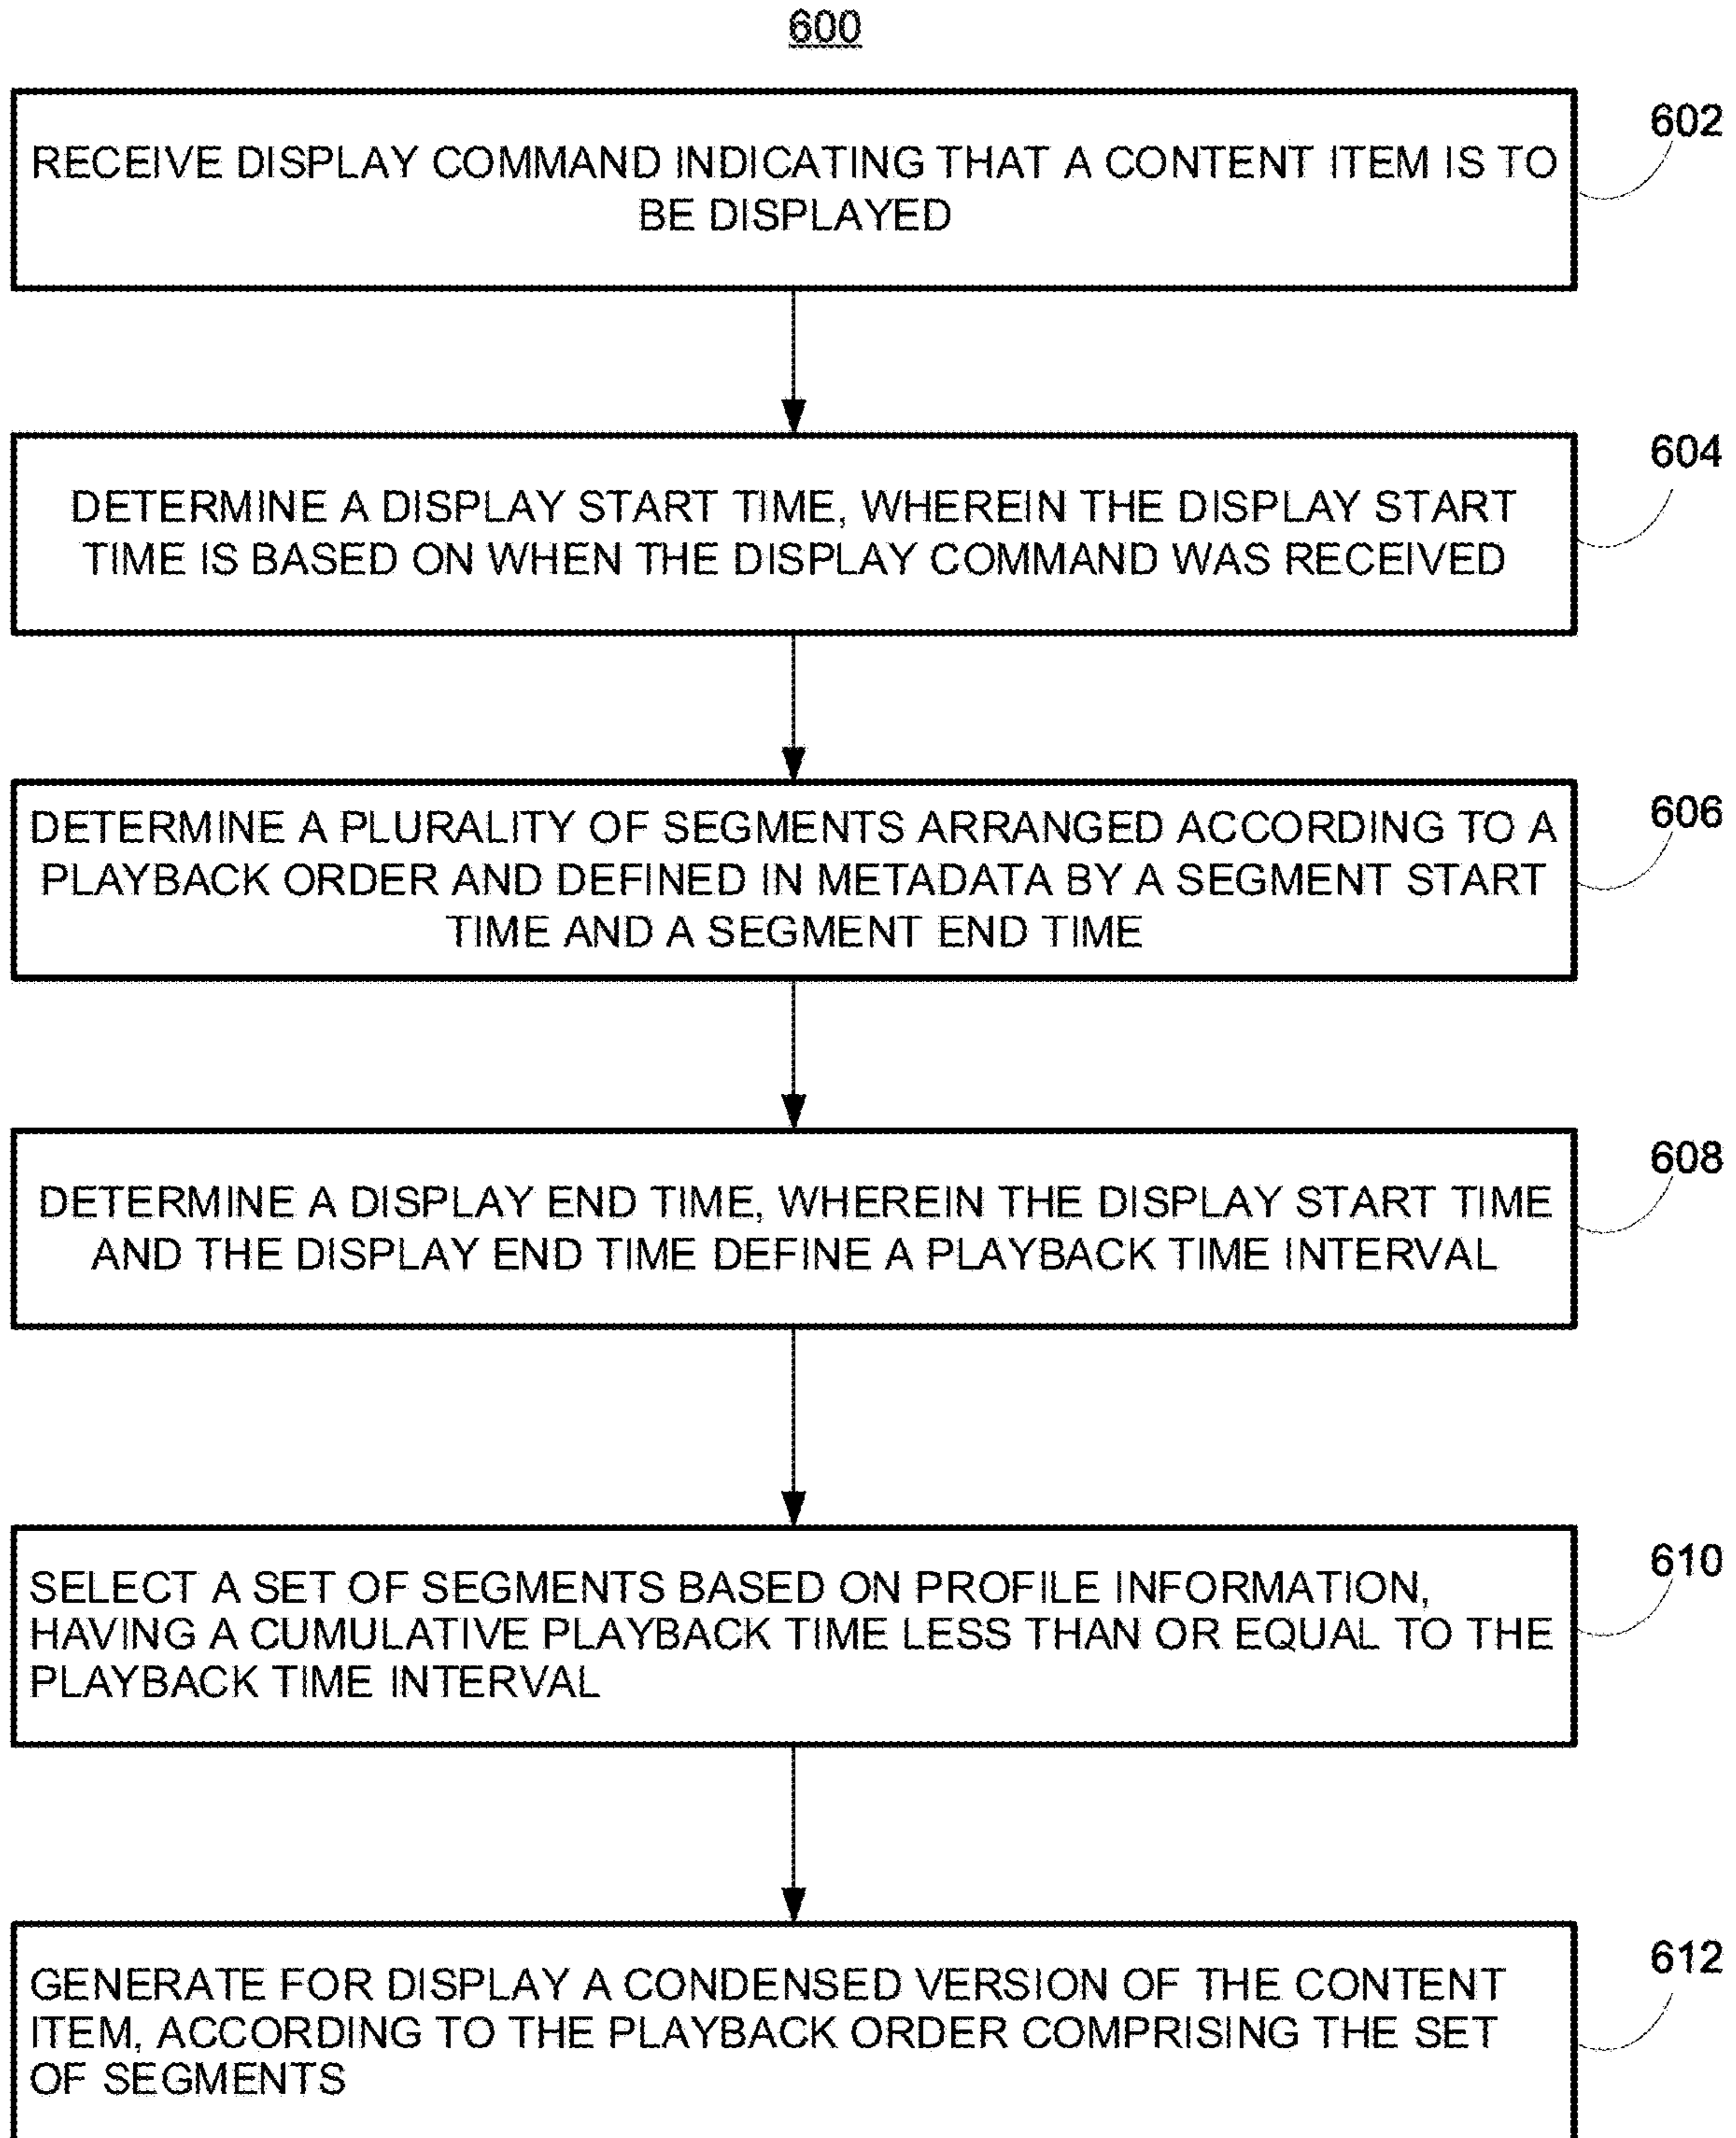 600
602
RECEIVE DISPLAY COMMAND INDICATING THAT A CONTENT ITEM IS TO
BE DISPLAYED
604
DETERMINE A DISPLAY START TIME, WHEREIN THE DISPLAY START
TIME IS BASED ON WHEN THE DISPLAY COMMAND WAS RECEIVED
606
DETERMINE A PLURALITY OF SEGMENTS ARRANGED ACCORDING TO A
PLAYBACK ORDER AND DEFINED IN METADATA BY A SEGMENT START
TIME AND A SEGMENT END TIME
608
DETERMINE A DISPLAY END TIME, WHEREIN THE DISPLAY START TIME
AND THE DISPLAY END TIME DEFINE A PLAYBACK TIME INTERVAL
610
SELECT A SET OF SEGMENTS BASED ON PROFILE INFORMATION,
HAVING A CUMULATIVE PLAYBACK TIME LESS THAN OR EQUAL TO THE
PLAYBACK TIME INTERVAL
612
GENERATE FOR DISPLAY A CONDENSED VERSION OF THE CONTENT
ITEM, ACCORDING TO THE PLAYBACK ORDER COMPRISING THE SET
OF SEGMENTS